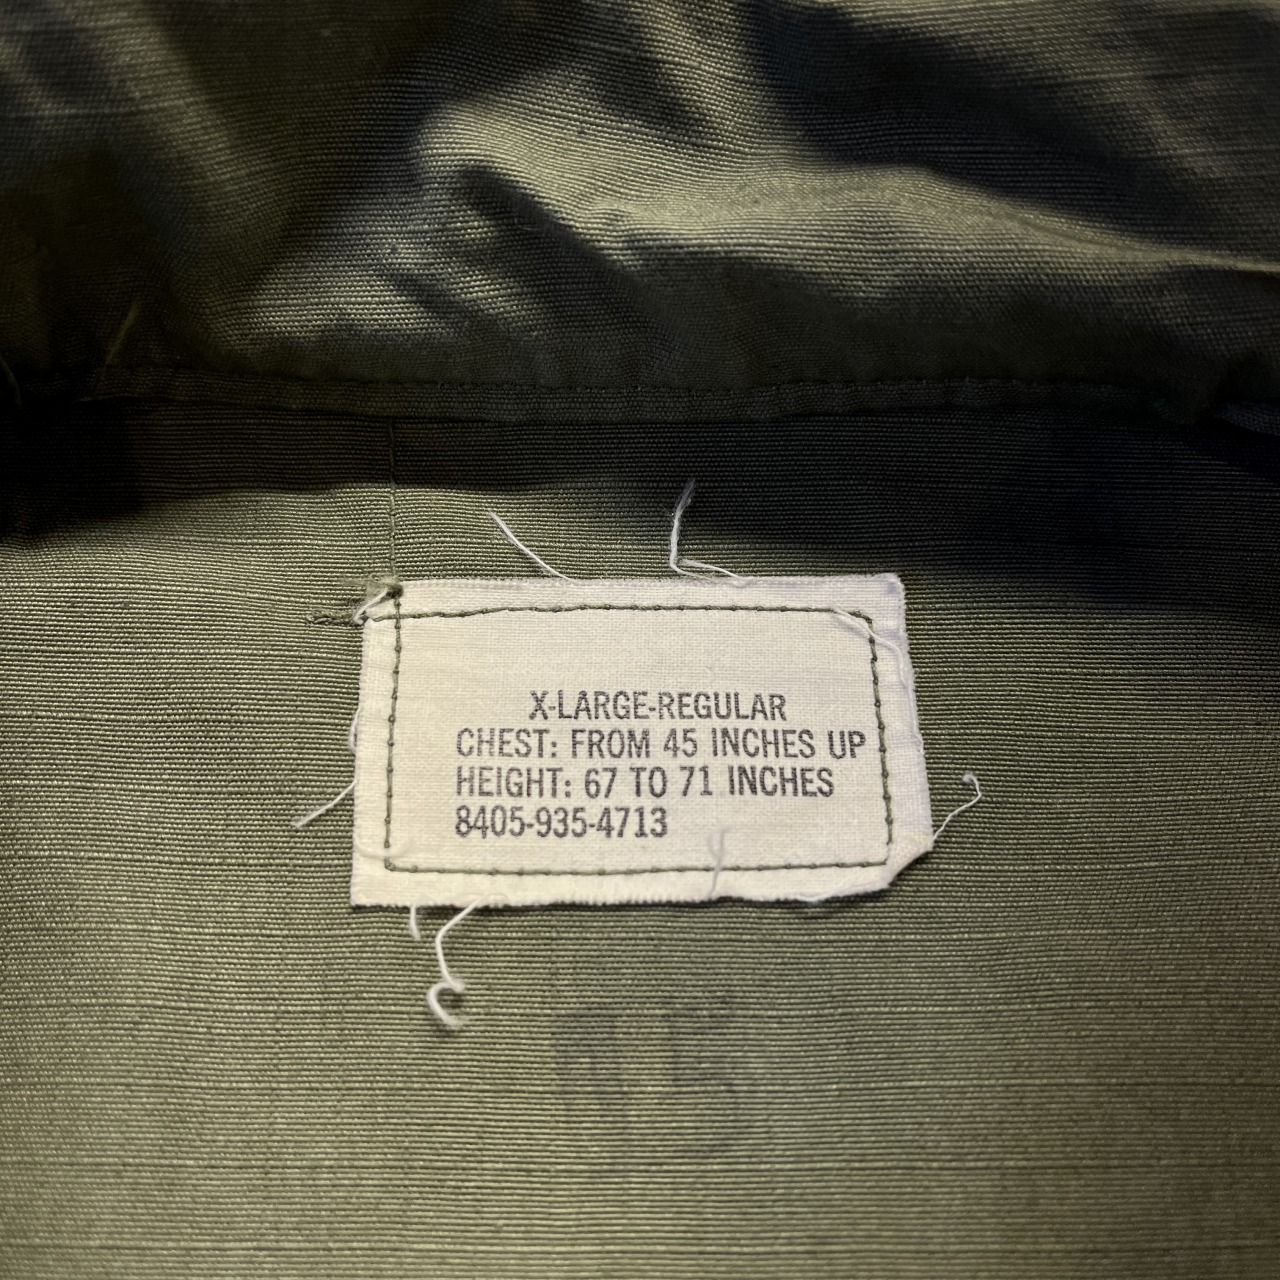 X-LARGE-REGULAR
CHEST: FROM 45 INCHES UP
HEIGHT: 67 TO 71 INCHES
8405-935-4713